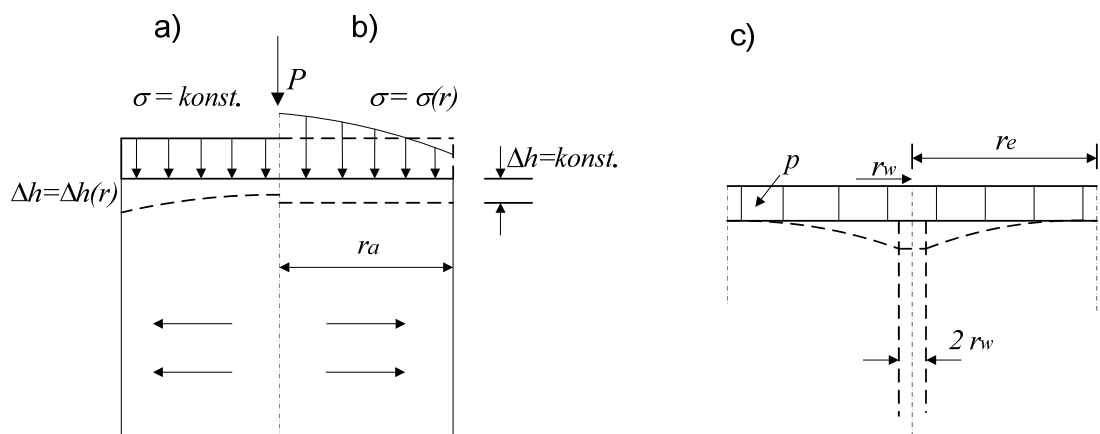 a)
b)
c)
P
σ = konst.
σ = σ(r)
Δh=konst.
Δh=Δh(r)
ra
rw
re
p
2 rw